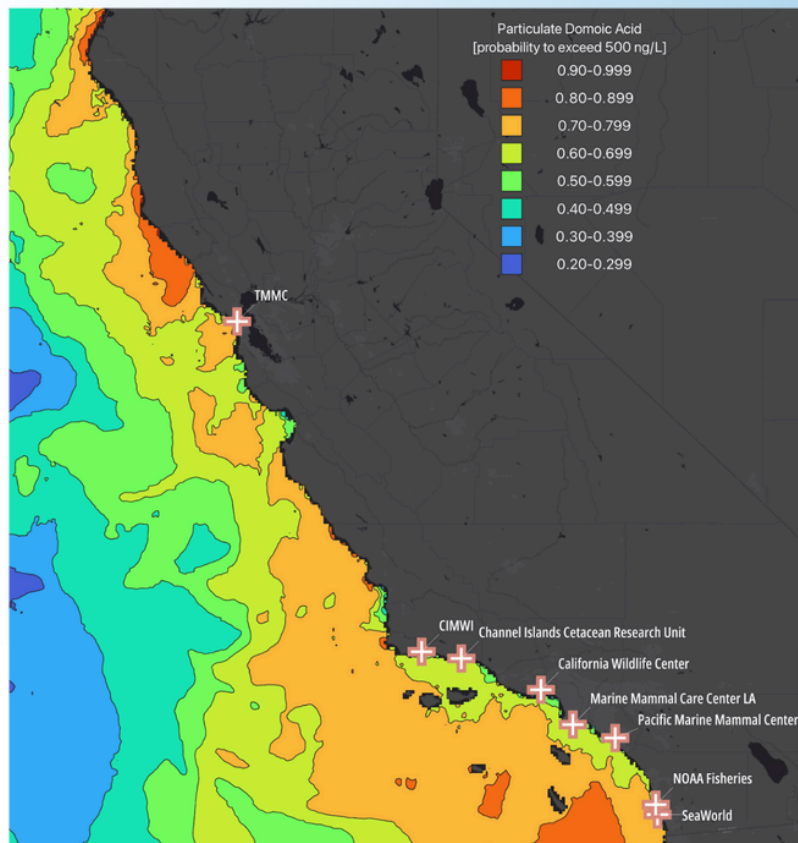 Particulate Domoic Acid
[probability to exceed 500 ng/L]
0.90-0.999
0.80-0.899
0.70-0.799
0.60-0.699
0.50-0.599
0.40-0.499
0.30-0.399
0.20-0.299
TMMC
CIMWI
Channel Islands Cetacean Research Unit
California Wildlife Center
Marine Mammal Care Center LA
Pacific Marine Mammal Center
NOAA Fisheries
SeaWorld